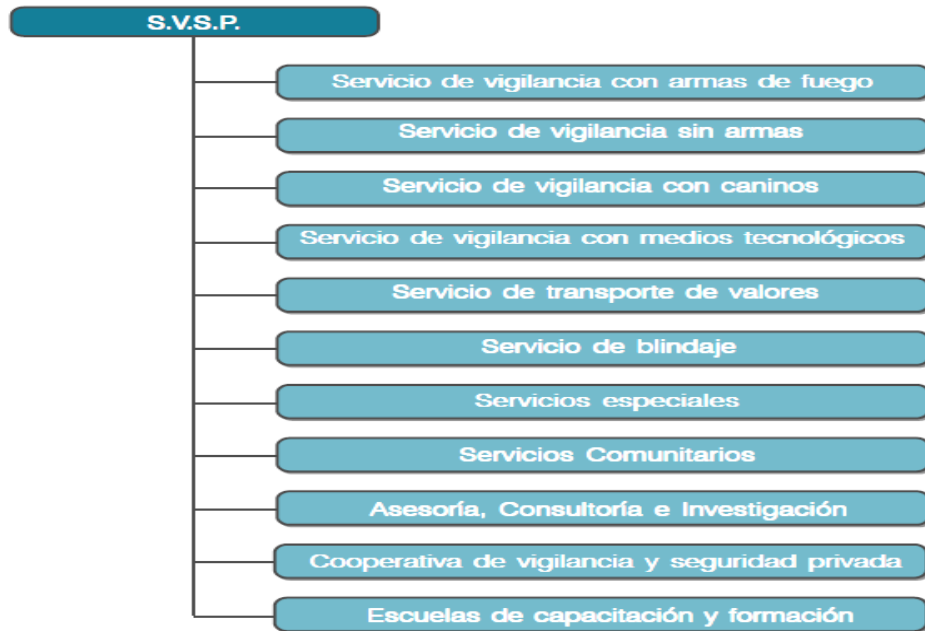 S.V.S.P.
Servicio de vigilancia con armas de fuego
Servicio de vigilancia sin armas
Servicio de vigilancia con caninos
Servicio de vigilancia con medios tecnológicos
Servicio de transporte de valores
Servicio de blindaje
Servicios especiales
Servicios Comunitarios
Asesoría, Consultoría e Investigación
Cooperativa de vigilancia y seguridad privada
Escuelas de capacitación y formación